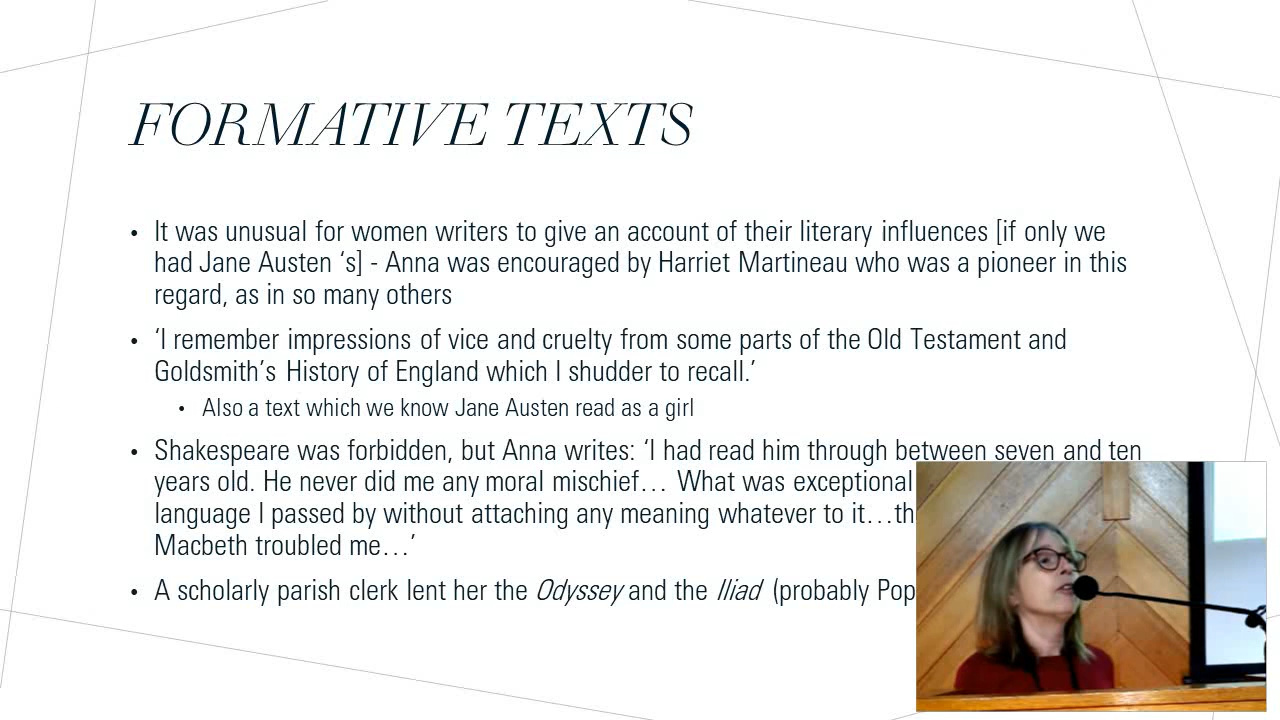 FORMATIVE TEXTS
• It was unusual for women writers to give an account of their literary influences [if only we
had Jane Austen ‘s] - Anna was encouraged by Harriet Martineau who was a pioneer in this
regard, as in so many others
• ‘I remember impressions of vice and cruelty from some parts of the Old Testament and
Goldsmith’s History of England which I shudder to recall.’
• Also a text which we know Jane Austen read as a girl
• Shakespeare was forbidden, but Anna writes: ‘I had read him through between seven and ten
years old. He never did me any moral mischief… What was exceptional
language I passed by without attaching any meaning whatever to it…th
Macbeth troubled me…’
• A scholarly parish clerk lent her the Odyssey and the Iliad (probably Pop